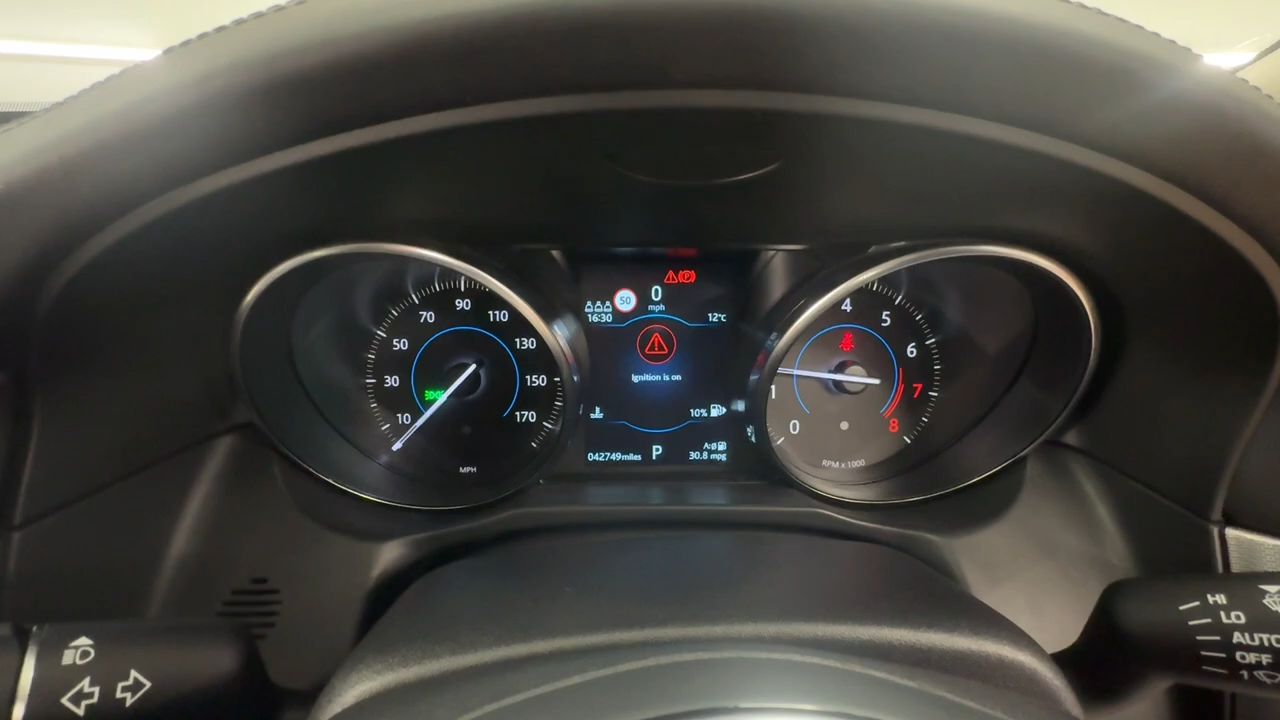 90
70
110
50
130
30
150
10
170
MPH
50
0
mph
16:30
12°C
Ignition is on
10%
042749miles
P
A:Ø
30.8 mpg
4
5
6
7
8
1
0
RPM x 1000
HI
LO
AUTO
OFF
1